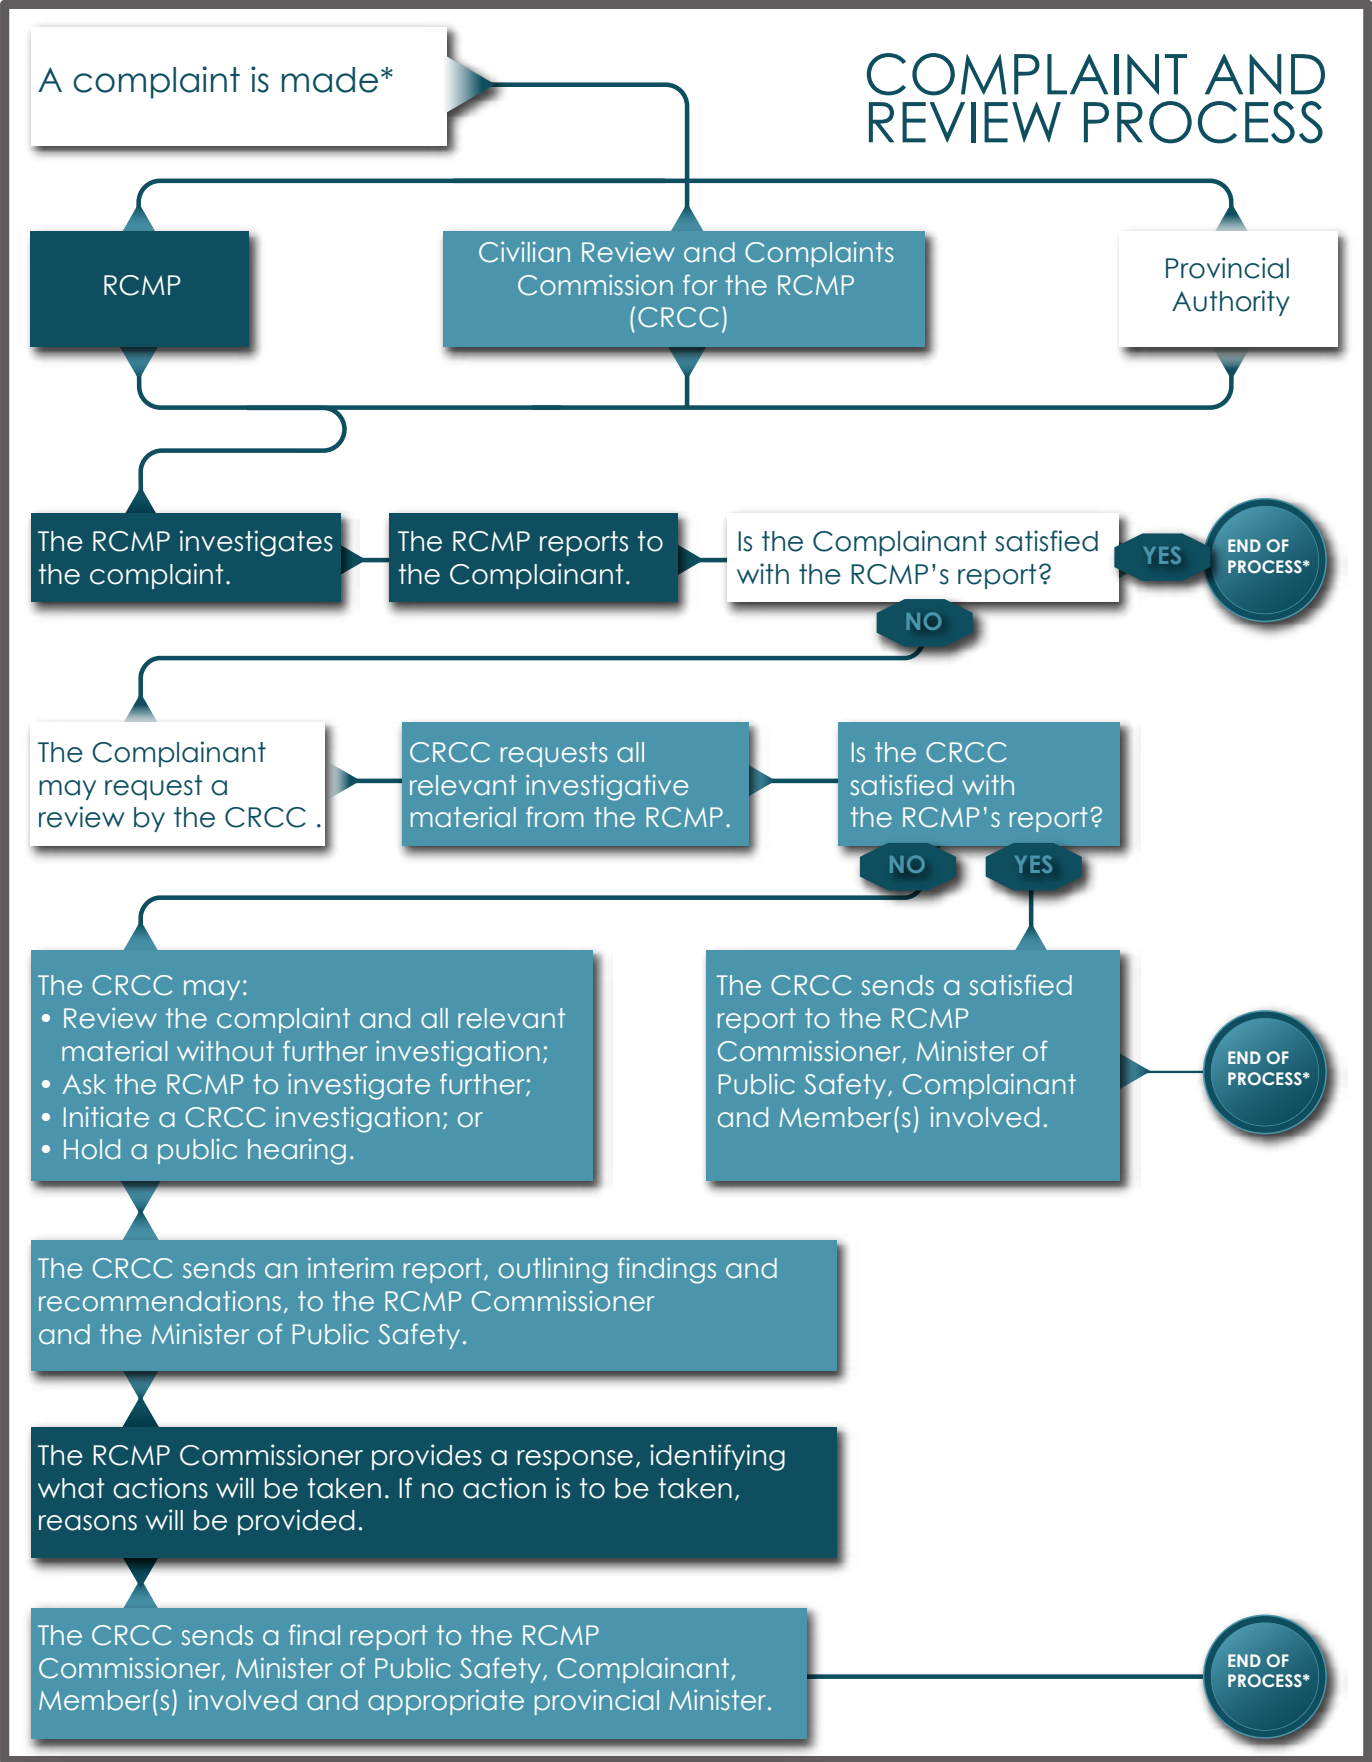 A complaint is made*
COMPLAINT AND
REVIEW PROCESS
RCMP
Civilian Review and Complaints
Commission for the RCMP
(CRCC)
Provincial
Authority
The RCMP investigates
the complaint.
The RCMP reports to
the Complainant.
Is the Complainant satisfied
with the RCMP's report?
YES
END OF
PROCESS*
NO
The Complainant
may request a
review by the CRCC .
CRCC requests all
relevant investigative
material from the RCMP.
Is the CRCC
satisfied with
the RCMP's report?
NO
YES
The CRCC may:
• Review the complaint and all relevant
material without further investigation;
• Ask the RCMP to investigate further;
• Initiate a CRCC investigation; or
• Hold a public hearing.
The CRCC sends a satisfied
report to the RCMP
Commissioner, Minister of
Public Safety, Complainant
and Member(s) involved.
END OF
PROCESS*
The CRCC sends an interim report, outlining findings and
recommendations, to the RCMP Commissioner
and the Minister of Public Safety.
The RCMP Commissioner provides a response, identifying
what actions will be taken. If no action is to be taken,
reasons will be provided.
The CRCC sends a final report to the RCMP
Commissioner, Minister of Public Safety, Complainant,
Member(s) involved and appropriate provincial Minister.
END OF
PROCESS*